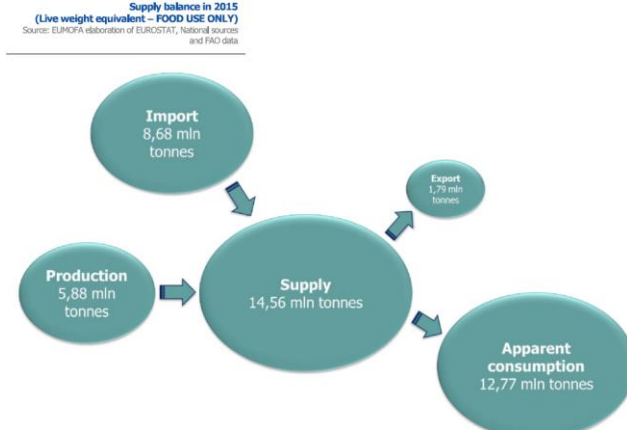 Supply balance in 2015
(Live weight equivalent – FOOD USE ONLY)
Source: EUMOFA elaboration of EUROSTAT, National sources
and FAO data
Import
8,68 mln
tonnes
Export
1,79 mln
tonnes
Production
5,88 mln
tonnes
Supply
14,56 mln tonnes
Apparent
consumption
12,77 mln tonnes